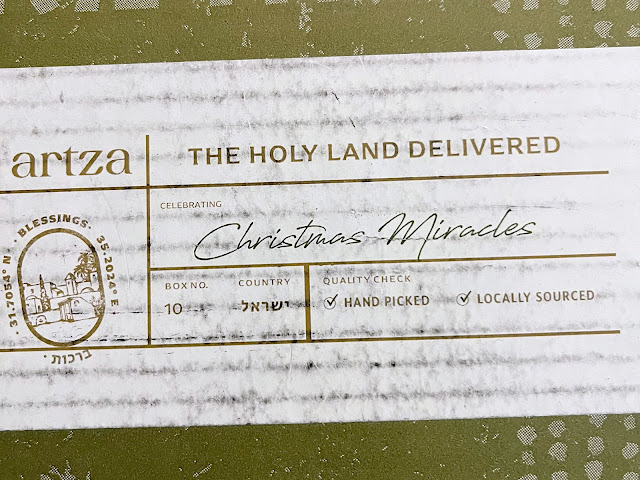 artza
THE HOLY LAND DELIVERED
CELEBRATING
Christmas Miracles
BOX NO.
10
COUNTRY
ישראל
QUALITY CHECK
HAND PICKED
LOCALLY SOURCED
31.7054° N · BLESSINGS · 35.2024° E
ברכות